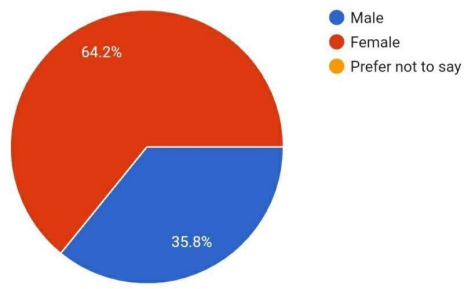 64.2%
35.8%
Male
Female
Prefer not to say